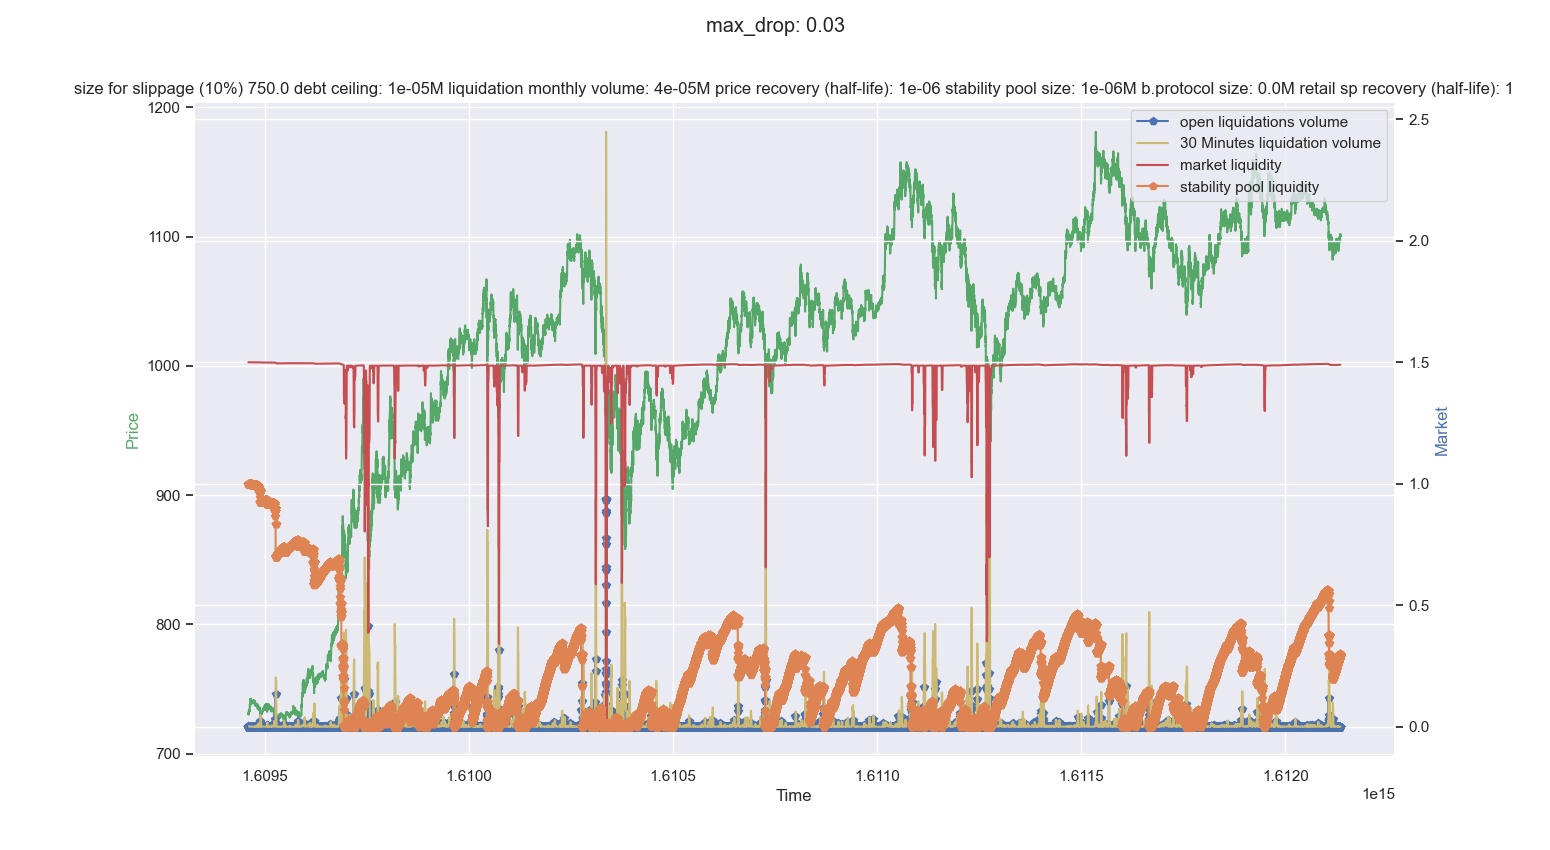 max_drop: 0.03
size for slippage (10%) 750.0 debt ceiling: 1e-05M liquidation monthly volume: 4e-05M price recovery (half-life): 1e-06 stability pool size: 1e-06M b.protocol size: 0.0M retail sp recovery (half-life): 1
1200
1100
1000
900
800
700
Price
open liquidations volume
30 Minutes liquidation volume
market liquidity
stability pool liquidity
2.5
2.0
1.5
1.0
0.5
0.0
Market
1.6095
1.6100
1.6105
1.6110
1.6115
1.6120
Time
1e15